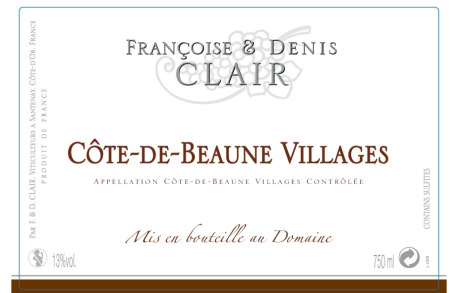 FRANÇOISE & DENIS
CLAIR
CÔTE-DE-BEAUNE VILLAGES
APPELLATION CÔTE-DE-BEAUNE VILLAGES CONTRÔLÉE
Mis en bouteille au Domaine
13%vol.
750 ml
PAR F. & D. CLAIR, VITICULTEURS A SANTENAY, CÔTE-D'OR, FRANCE
PRODUIT DE FRANCE
CONTAINS SULFITES